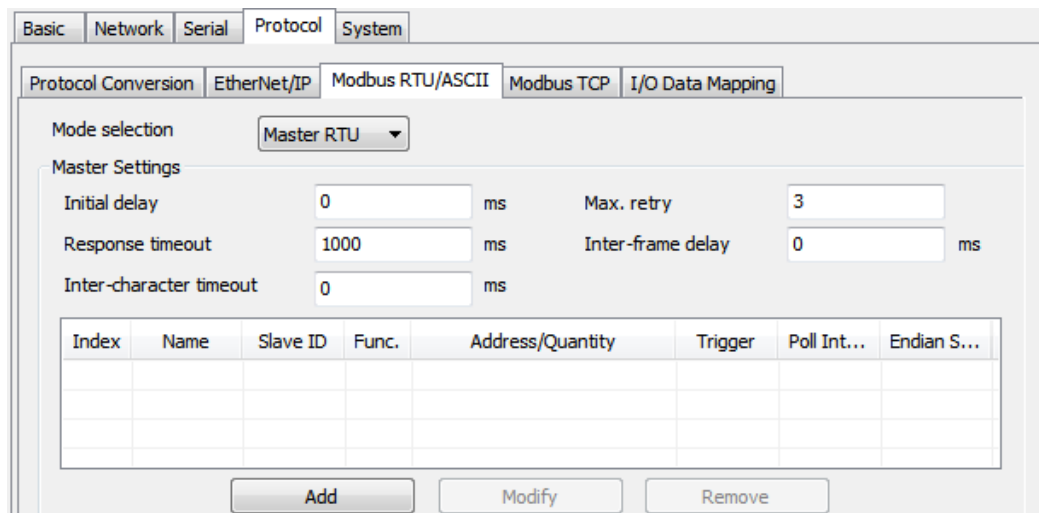 Basic Network Serial Protocol System
Protocol Conversion EtherNet/IP Modbus RTU/ASCII Modbus TCP I/O Data Mapping
Mode selection Master RTU
Master Settings
Initial delay 0 ms Max. retry 3
Response timeout 1000 ms Inter-frame delay 0 ms
Inter-character timeout 0 ms
Index Name Slave ID Func. Address/Quantity Trigger Poll Int... Endian S...
Add Modify Remove